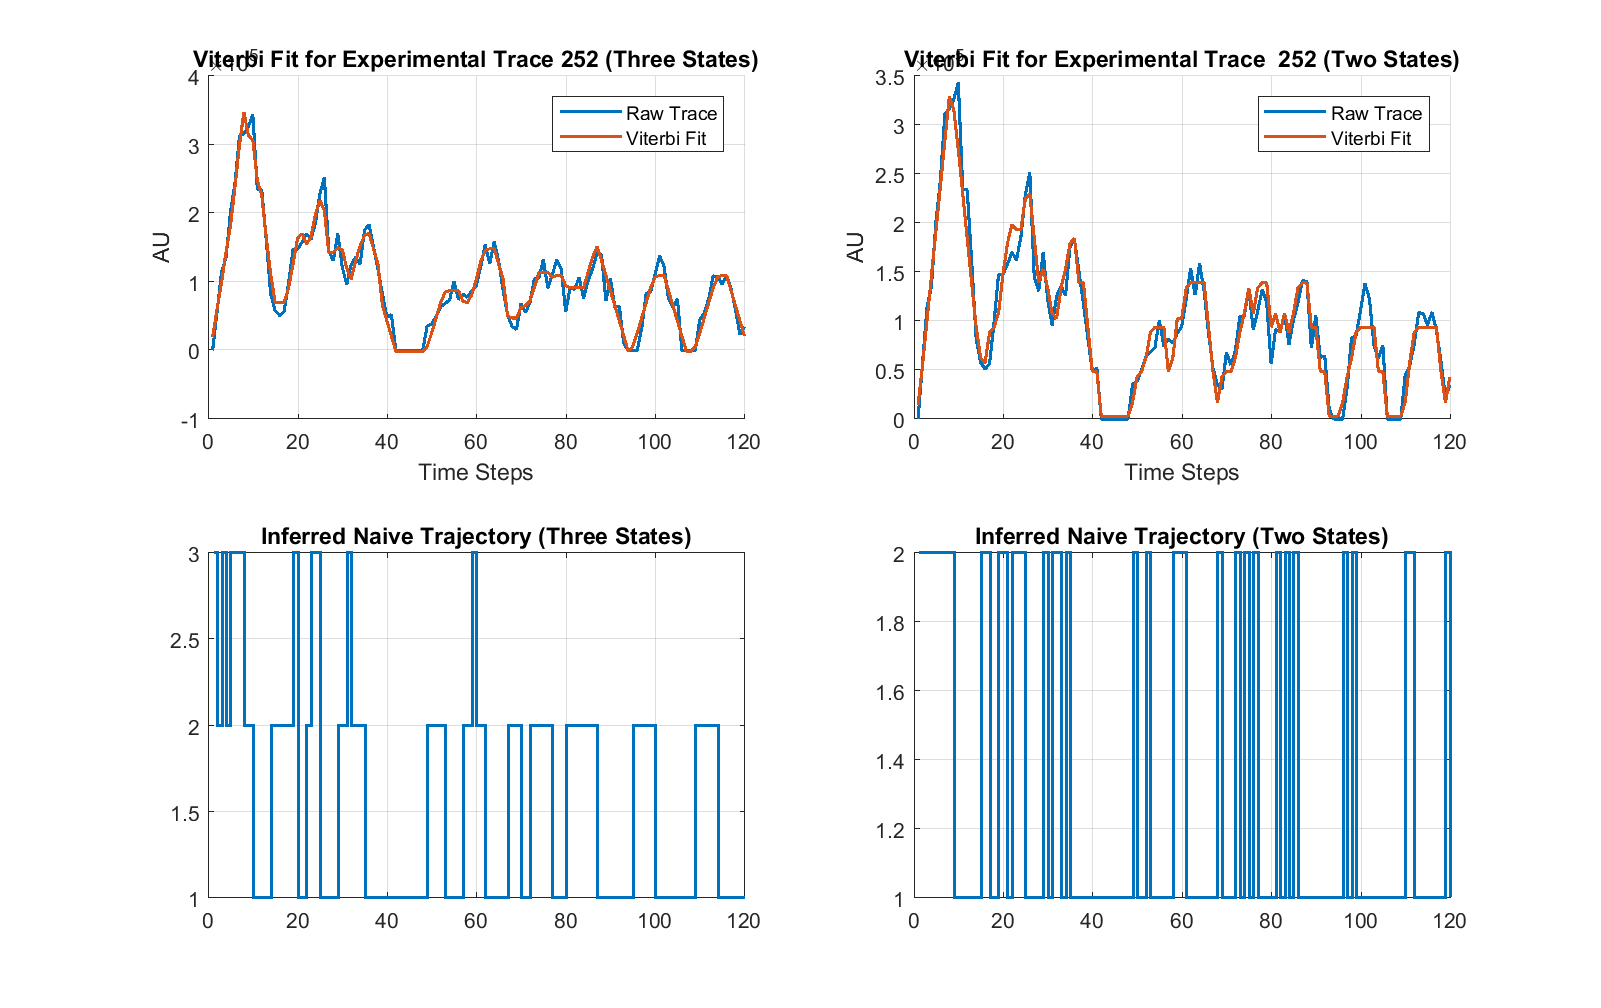 Viterbi Fit for Experimental Trace 252 (Three States)
×10^5
4
3
2
1
0
-1
AU
0 20 40 60 80 100 120
Time Steps
Raw Trace
Viterbi Fit
Viterbi Fit for Experimental Trace  252 (Two States)
×10^5
3.5
3
2.5
2
1.5
1
0.5
0
AU
0 20 40 60 80 100 120
Time Steps
Raw Trace
Viterbi Fit
Inferred Naive Trajectory (Three States)
3
2.5
2
1.5
1
0 20 40 60 80 100 120
Inferred Naive Trajectory (Two States)
2
1.8
1.6
1.4
1.2
1
0 20 40 60 80 100 120